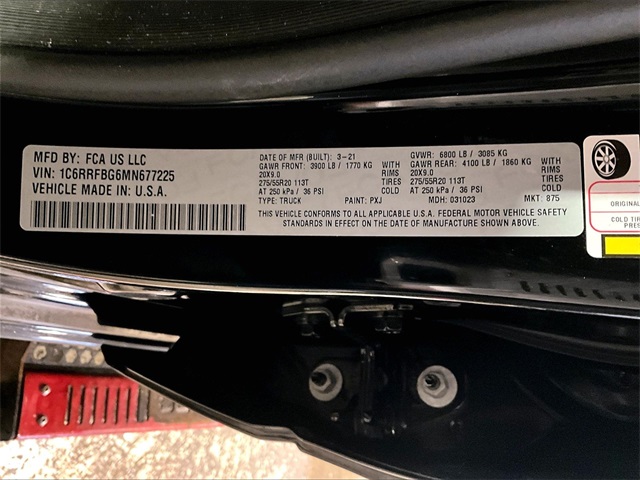 MFD BY: FCA US LLC
VIN: 1C6RRFBG6MN677225
VEHICLE MADE IN U.S.A.
DATE OF MFR (BUILT): 3-21 GVWR: 6800 LB / 3085 KG
GAWR FRONT: 3900 LB / 1770 KG WITH GAWR REAR: 4100 LB / 1860 KG WITH
20X9.0 RIMS 20X9.0 RIMS
275/55R20 113T TIRES 275/55R20 113T TIRES
AT 250 kPa / 36 PSI COLD AT 250 kPa / 36 PSI COLD
TYPE: TRUCK PAINT: PXJ MDH: 031023 MKT: 875
THIS VEHICLE CONFORMS TO ALL APPLICABLE U.S.A. FEDERAL MOTOR VEHICLE SAFETY
STANDARDS IN EFFECT ON THE DATE OF MANUFACTURE SHOWN ABOVE.
ORIGINAL
COLD